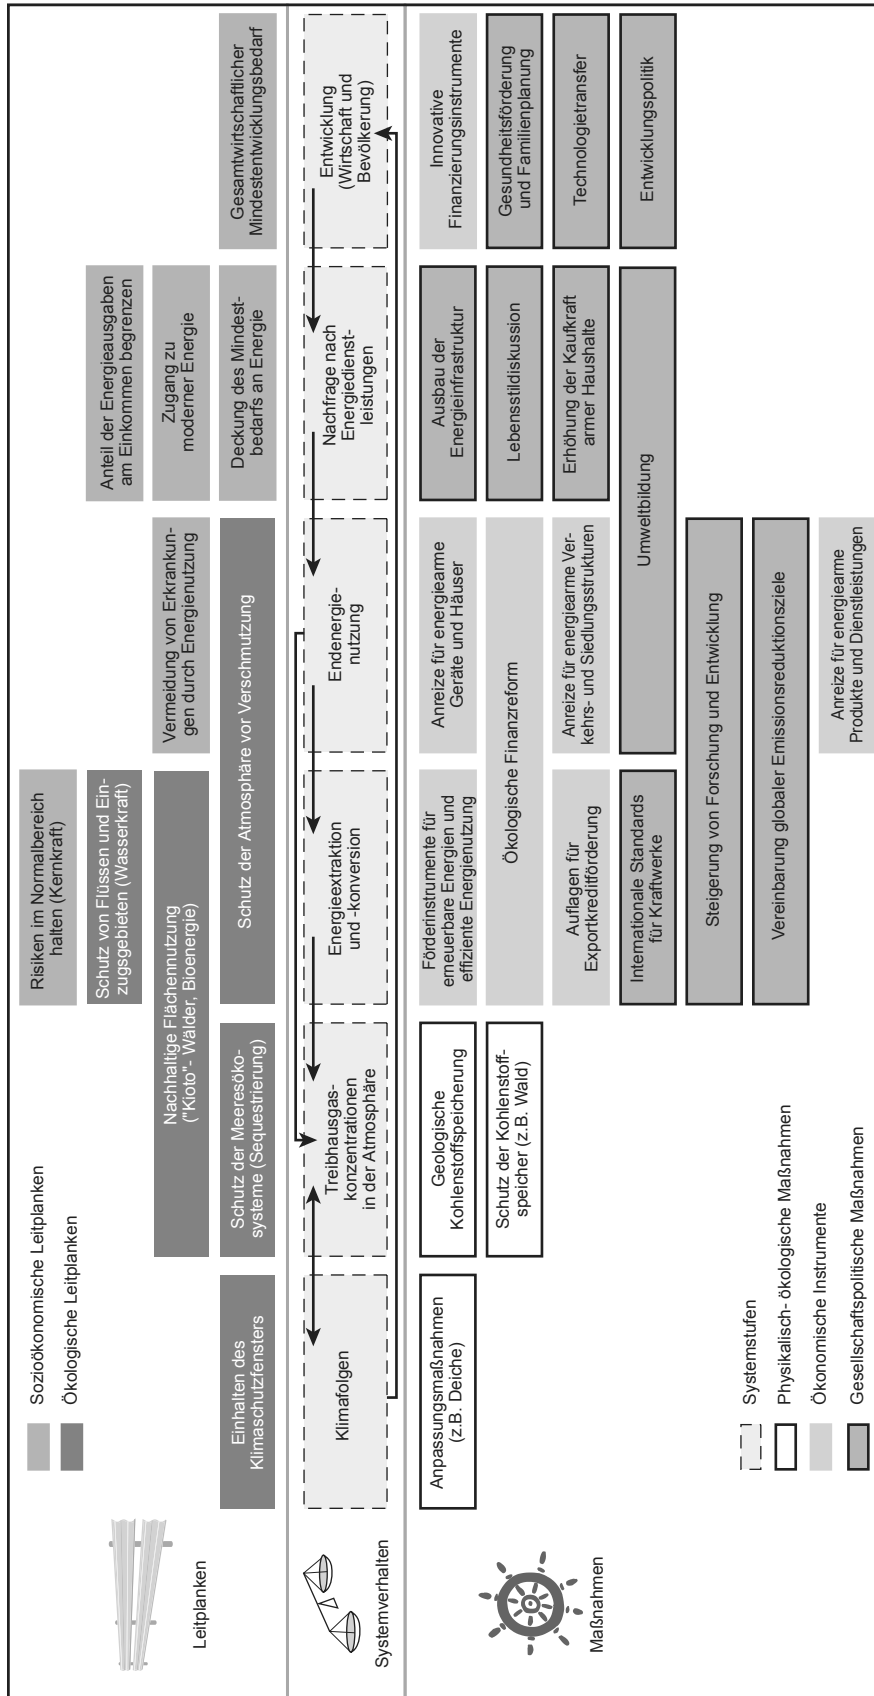 Leitplanken
Sozioökonomische Leitplanken
Ökologische Leitplanken
Risiken im Normalbereich
halten (Kernkraft)
Schutz von Flüssen und Ein-
zugsgebieten (Wasserkraft)
Anteil der Energieausgaben
am Einkommen begrenzen
Nachhaltige Flächennutzung
("Kioto"- Wälder, Bioenergie)
Vermeidung von Erkrankun-
gen durch Energienutzung
Zugang zu
moderner Energie
Einhalten des
Klimaschutzfensters
Schutz der Meeresöko-
systeme (Sequestrierung)
Schutz der Atmosphäre vor Verschmutzung
Deckung des Mindest-
bedarfs an Energie
Gesamtwirtschaftlicher
Mindestentwicklungsbedarf
Systemverhalten
Klimafolgen
Treibhausgas-
konzentrationen
in der Atmosphäre
Energieextraktion
und -konversion
Endenergie-
nutzung
Nachfrage nach
Energiedienst-
leistungen
Entwicklung
(Wirtschaft und
Bevölkerung)
Maßnahmen
Anpassungsmaßnahmen
(z.B. Deiche)
Geologische
Kohlenstoffspeicherung
Förderinstrumente für
erneuerbare Energien und
effiziente Energienutzung
Anreize für energiearme
Geräte und Häuser
Ausbau der
Energieinfrastruktur
Innovative
Finanzierungsinstrumente
Schutz der Kohlenstoff-
speicher (z.B. Wald)
Ökologische Finanzreform
Lebensstildiskussion
Gesundheitsförderung
und Familienplanung
Auflagen für
Exportkreditförderung
Anreize für energiearme Ver-
kehrs- und Siedlungsstrukturen
Erhöhung der Kaufkraft
armer Haushalte
Technologietransfer
Internationale Standards
für Kraftwerke
Umweltbildung
Entwicklungspolitik
Steigerung von Forschung und Entwicklung
Vereinbarung globaler Emissionsreduktionsziele
Anreize für energiearme
Produkte und Dienstleistungen
Systemstufen
Physikalisch- ökologische Maßnahmen
Ökonomische Instrumente
Gesellschaftspolitische Maßnahmen